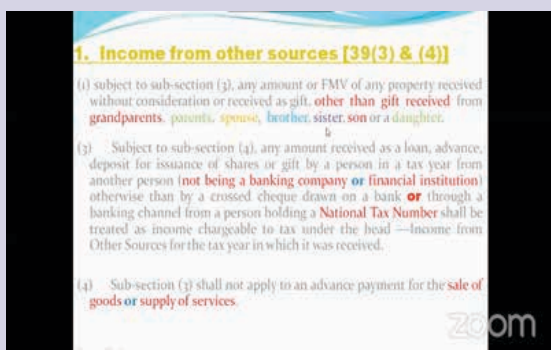 1. Income from other sources [39(3) & (4)]
(1) subject to sub-section (3), any amount or FMV of any property received
without consideration or received as gift, other than gift received from
grandparents, parents, spouse, brother, sister, son or a daughter.
(3) Subject to sub-section (4), any amount received as a loan, advance,
deposit for issuance of shares or gift by a person in a tax year from
another person (not being a banking company or financial institution)
otherwise than by a crossed cheque drawn on a bank or through a
banking channel from a person holding a National Tax Number shall be
treated as income chargeable to tax under the head —Income from
Other Sources for the tax year in which it was received.
(4) Sub-section (3) shall not apply to an advance payment for the sale of
goods or supply of services.
zoom